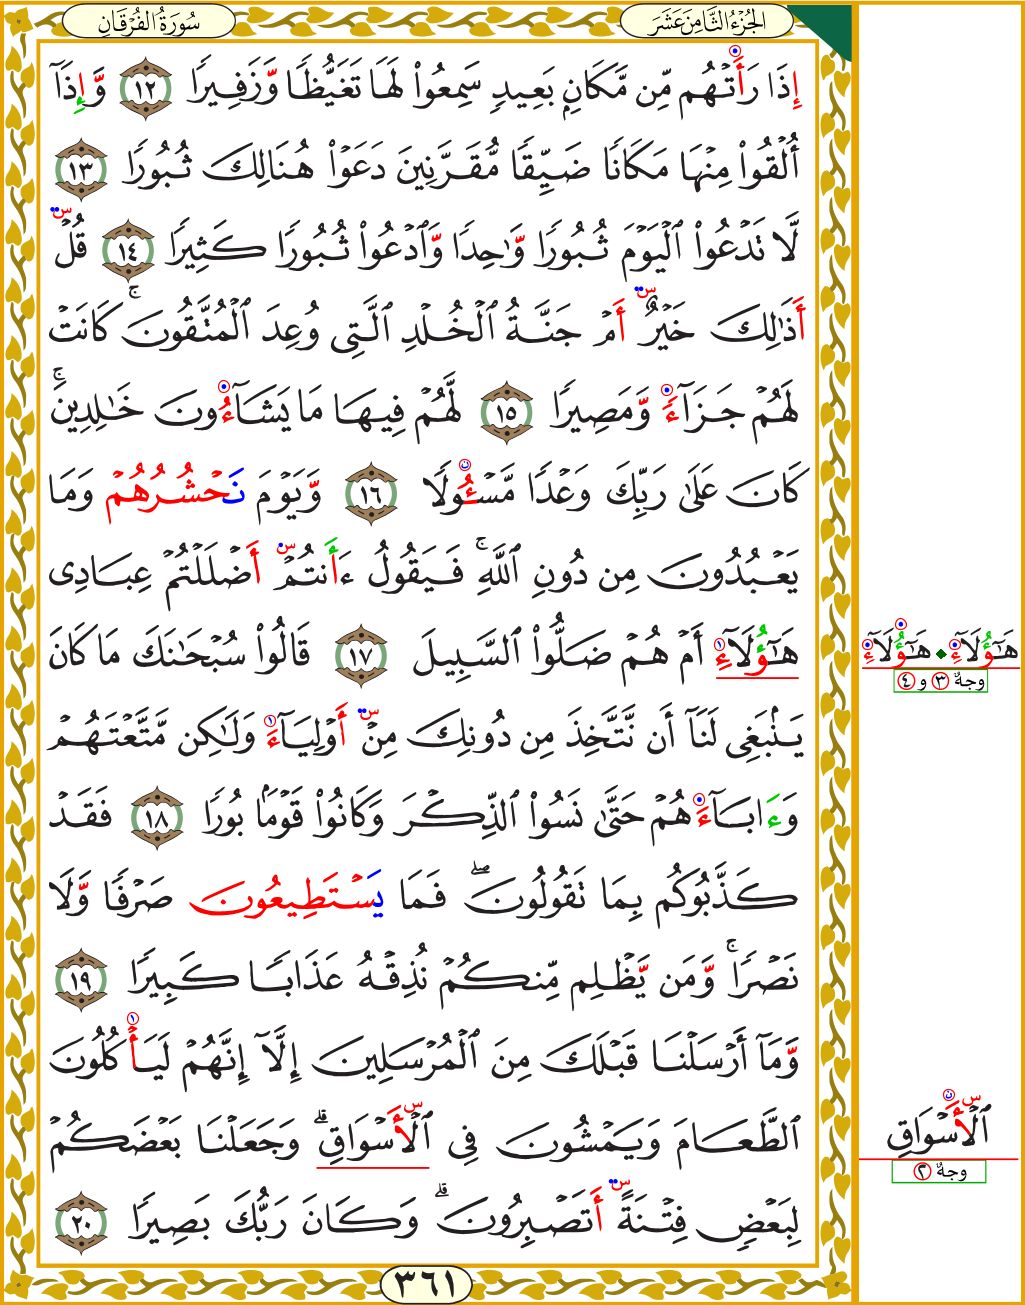 سُورَةُ الفُرْقَانِ
الجُزْءُ الثَّامِنَ عَشَرَ
إِذَا رَأَتْهُم مِّن مَّكَانِۭ بَعِيدٖ سَمِعُواْ لَهَا تَغَيُّظٗا وَّزَفِيرٗا ١٢ وَّإِذَآ
أُلۡقُواْ مِنۡهَا مَكَانٗا ضَيِّقٗا مُّقَرَّنِينَ دَعَوۡاْ هُنَالِكَ ثُبُورٗا ١٣
لَّا تَدۡعُواْ الۡيَوۡمَ ثُبُورٗا وَّٰحِدٗا وَّٱدۡعُواْ ثُبُورٗا كَثِيرٗا ١٤ قُلۡ
أَذَٰلِكَ خَيۡرٌ أَمۡ جَنَّةُ ٱلۡخُلۡدِ ٱلَّتِي وُعِدَ ٱلۡمُتَّقُونَۚ كَانَتۡ
لَهُمۡ جَزَآءٗ وَّمَصِيرٗا ١٥ لَّهُمۡ فِيهَا مَا يَشَآءُونَ خَٰلِدِينَۚ
كَانَ عَلَىٰ رَبِّكَ وَعۡدٗا مَّسۡـُٔولٗا ١٦ وَّيَوۡمَ نَحۡشُرُهُمۡ وَمَا
يَعۡبُدُونَ مِن دُونِ ٱللَّهِۚ فَيَقُولُ ءَأَنتُمۡ أَضۡلَلۡتُمۡ عِبَادِي
هَٰٓؤُلَآءِ أَمۡ هُمۡ ضَلُّواْ ٱلسَّبِيلَ ١٧ قَالُواْ سُبۡحَٰنَكَ مَا كَانَ
يَنۢبَغِي لَنَآ أَن نَّتَّخِذَ مِن دُونِكَ مِنۡ أَوۡلِيَآءَ وَلَٰكِن مَّتَّعۡتَهُمۡ
وَءَابَآءَهُمۡ حَتَّىٰ نَسُواْ ٱلذِّكۡرَ وَكَانُواْ قَوۡمَۢا بُورٗا ١٨ فَقَدۡ
كَذَّبُوكُم بِمَا تَقُولُونَۖ فَمَا يَسۡتَطِيعُونَ صَرۡفٗا وَّلَا
نَصۡرٗاۚ وَّمَن يَّظۡلِم مِّنكُمۡ نُذِقۡهُ عَذَابٗا كَبِيرٗا ١٩
وَّمَآ أَرۡسَلۡنَا قَبۡلَكَ مِنَ ٱلۡمُرۡسَلِينَ إِلَّآ إِنَّهُمۡ لَيَأۡكُلُونَ
ٱلطَّعَامَ وَيَمۡشُونَ فِي ٱلۡأَسۡوَاقِۗ وَجَعَلۡنَا بَعۡضَكُمۡ
لِبَعۡضٖ فِتۡنَةً أَتَصۡبِرُونَۗ وَكَانَ رَبُّكَ بَصِيرٗا ٢٠
٣٦١
هَٰٓؤُلَآءِ هَٰٓؤُلَآءِ
وجهٌ ٣ و ٤
ٱلۡأَسۡوَاقِ
وجهٌ ٢